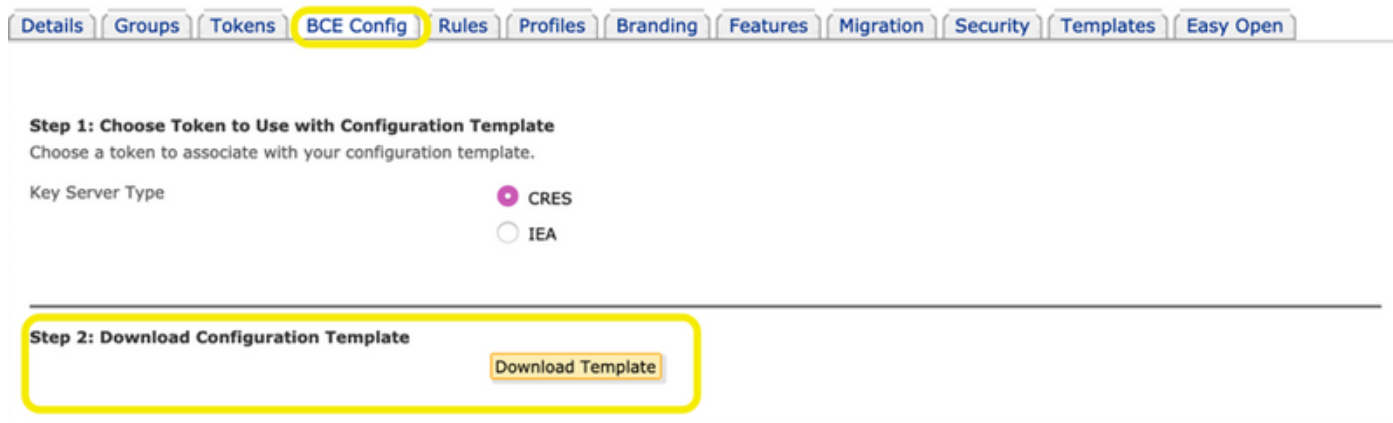 Details Groups Tokens BCE Config Rules Profiles Branding Features Migration Security Templates Easy Open
Step 1: Choose Token to Use with Configuration Template
Choose a token to associate with your configuration template.
Key Server Type CRES
IEA
Step 2: Download Configuration Template
Download Template